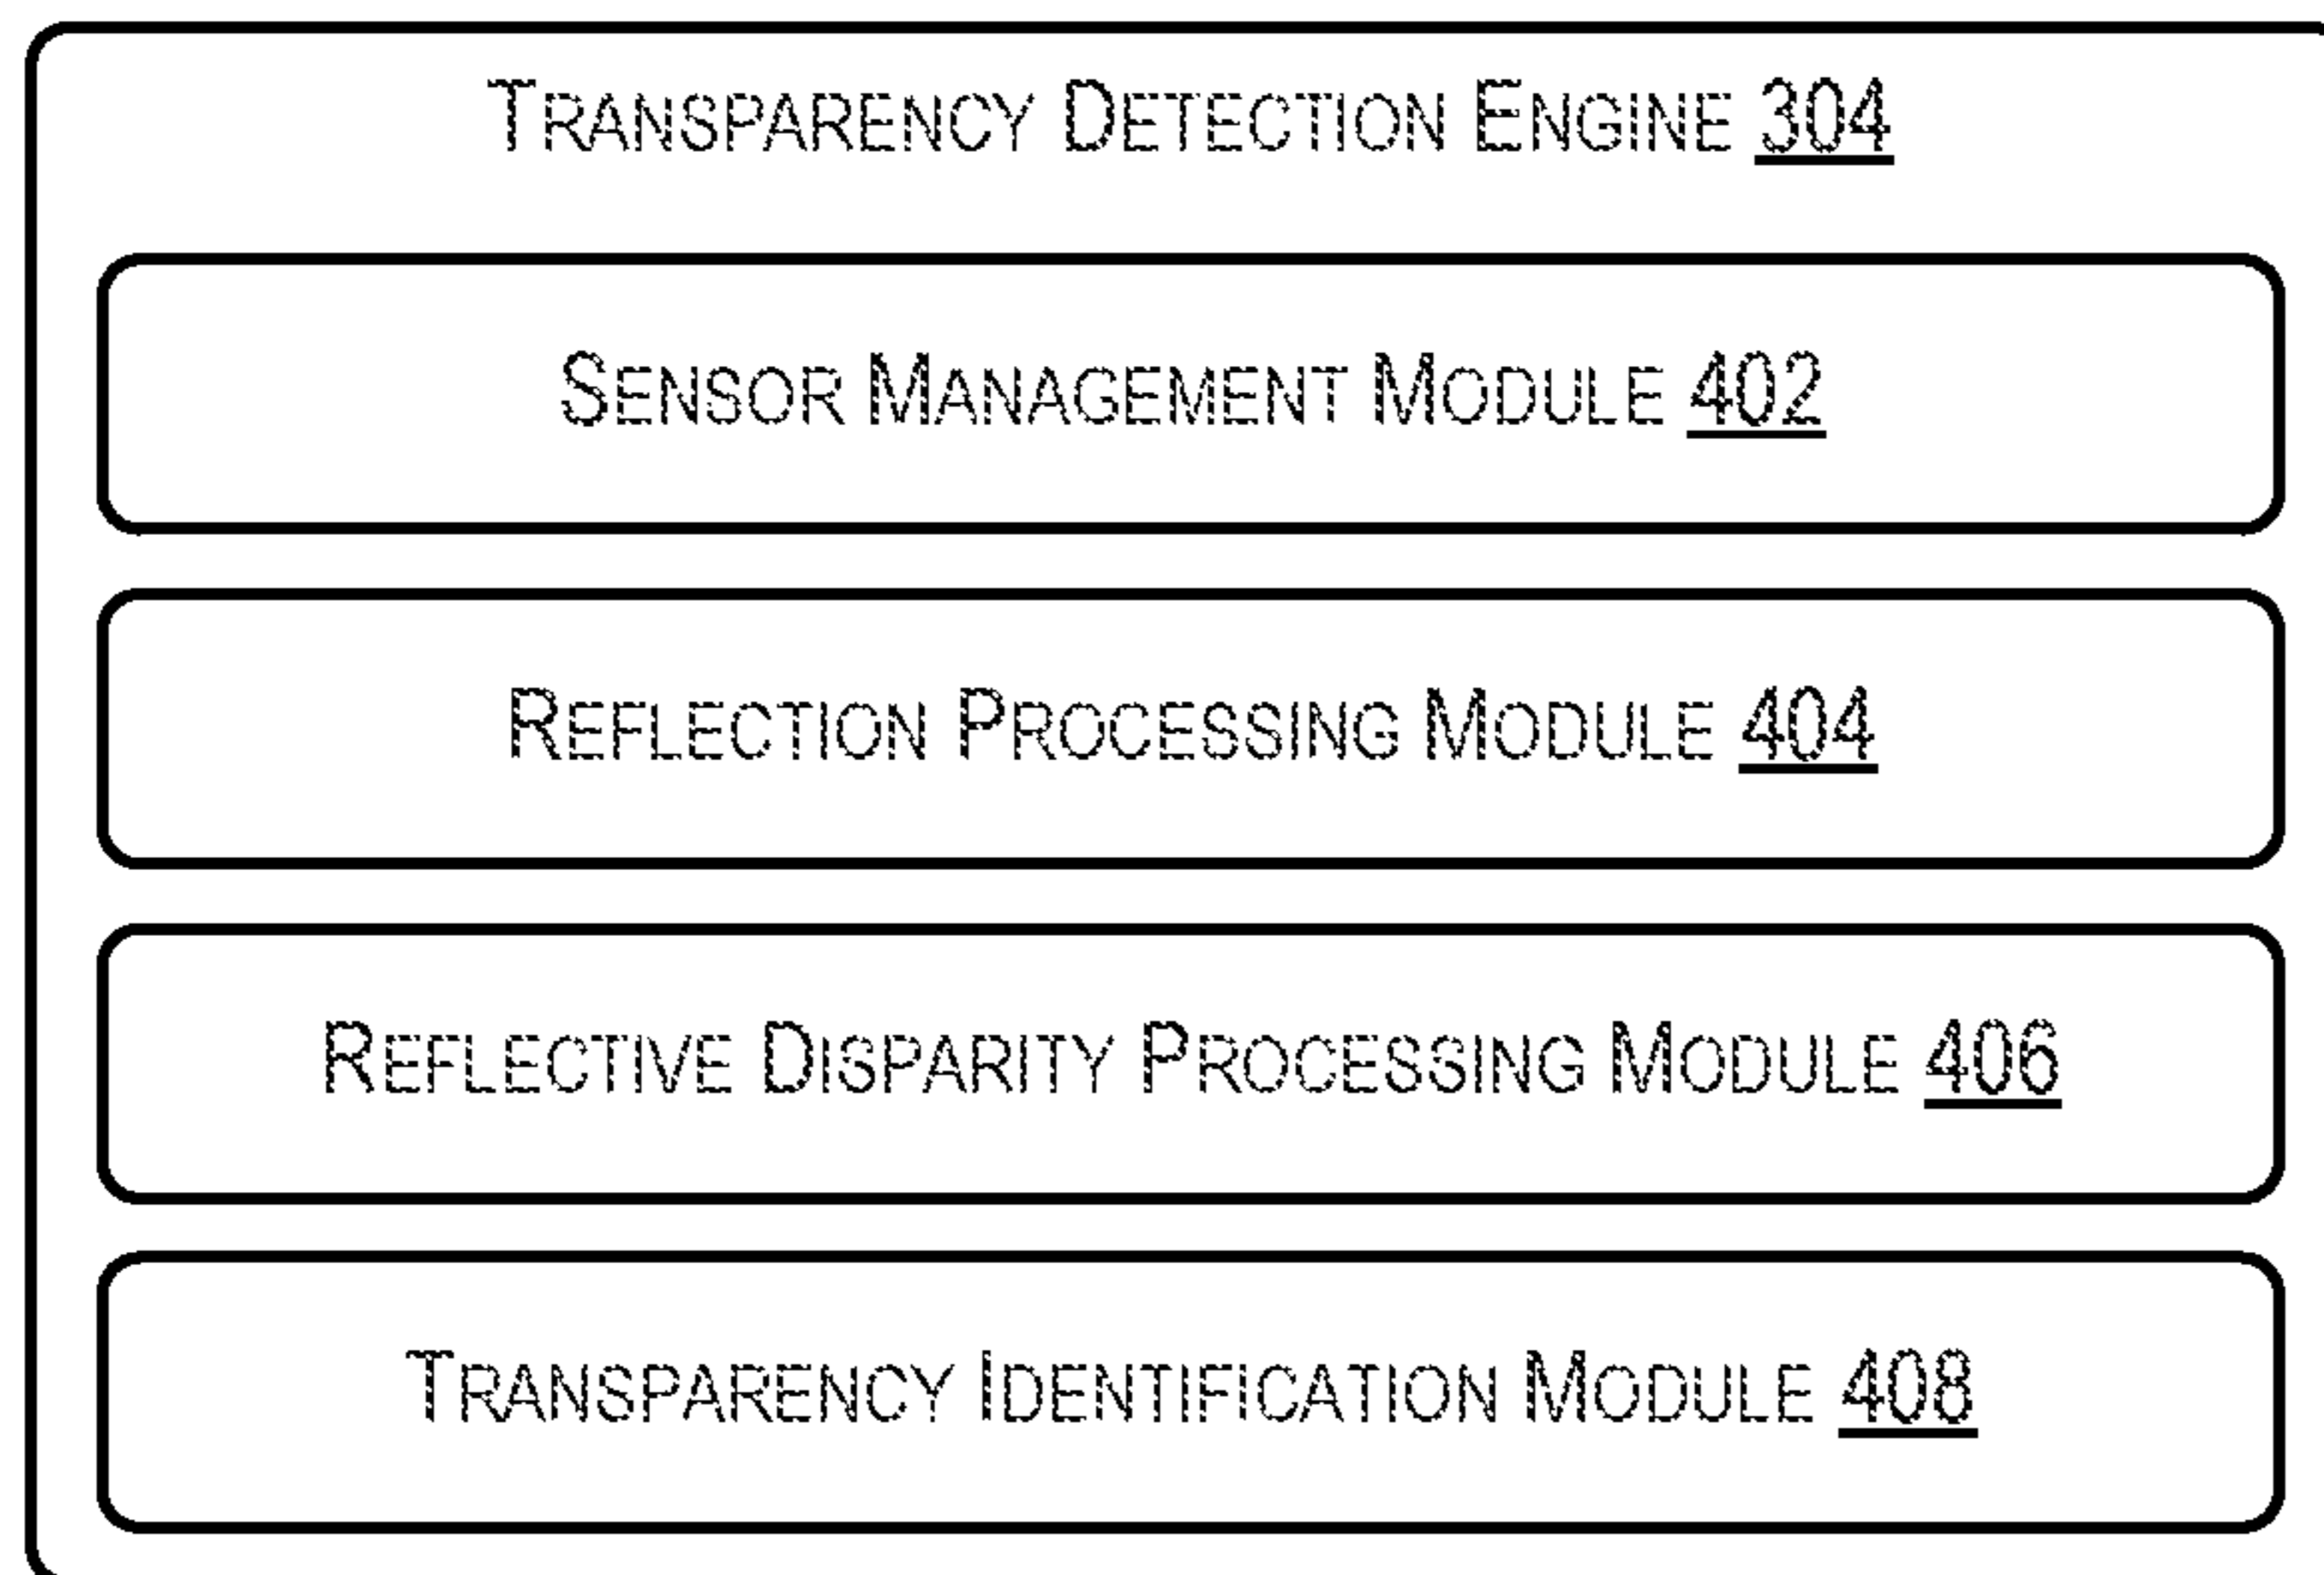 TRANSPARENCY DETECTION ENGINE 304
SENSOR MANAGEMENT MODULE 402
REFLECTION PROCESSING MODULE 404
REFLECTIVE DISPARITY PROCESSING MODULE 406
TRANSPARENCY IDENTIFICATION MODULE 408